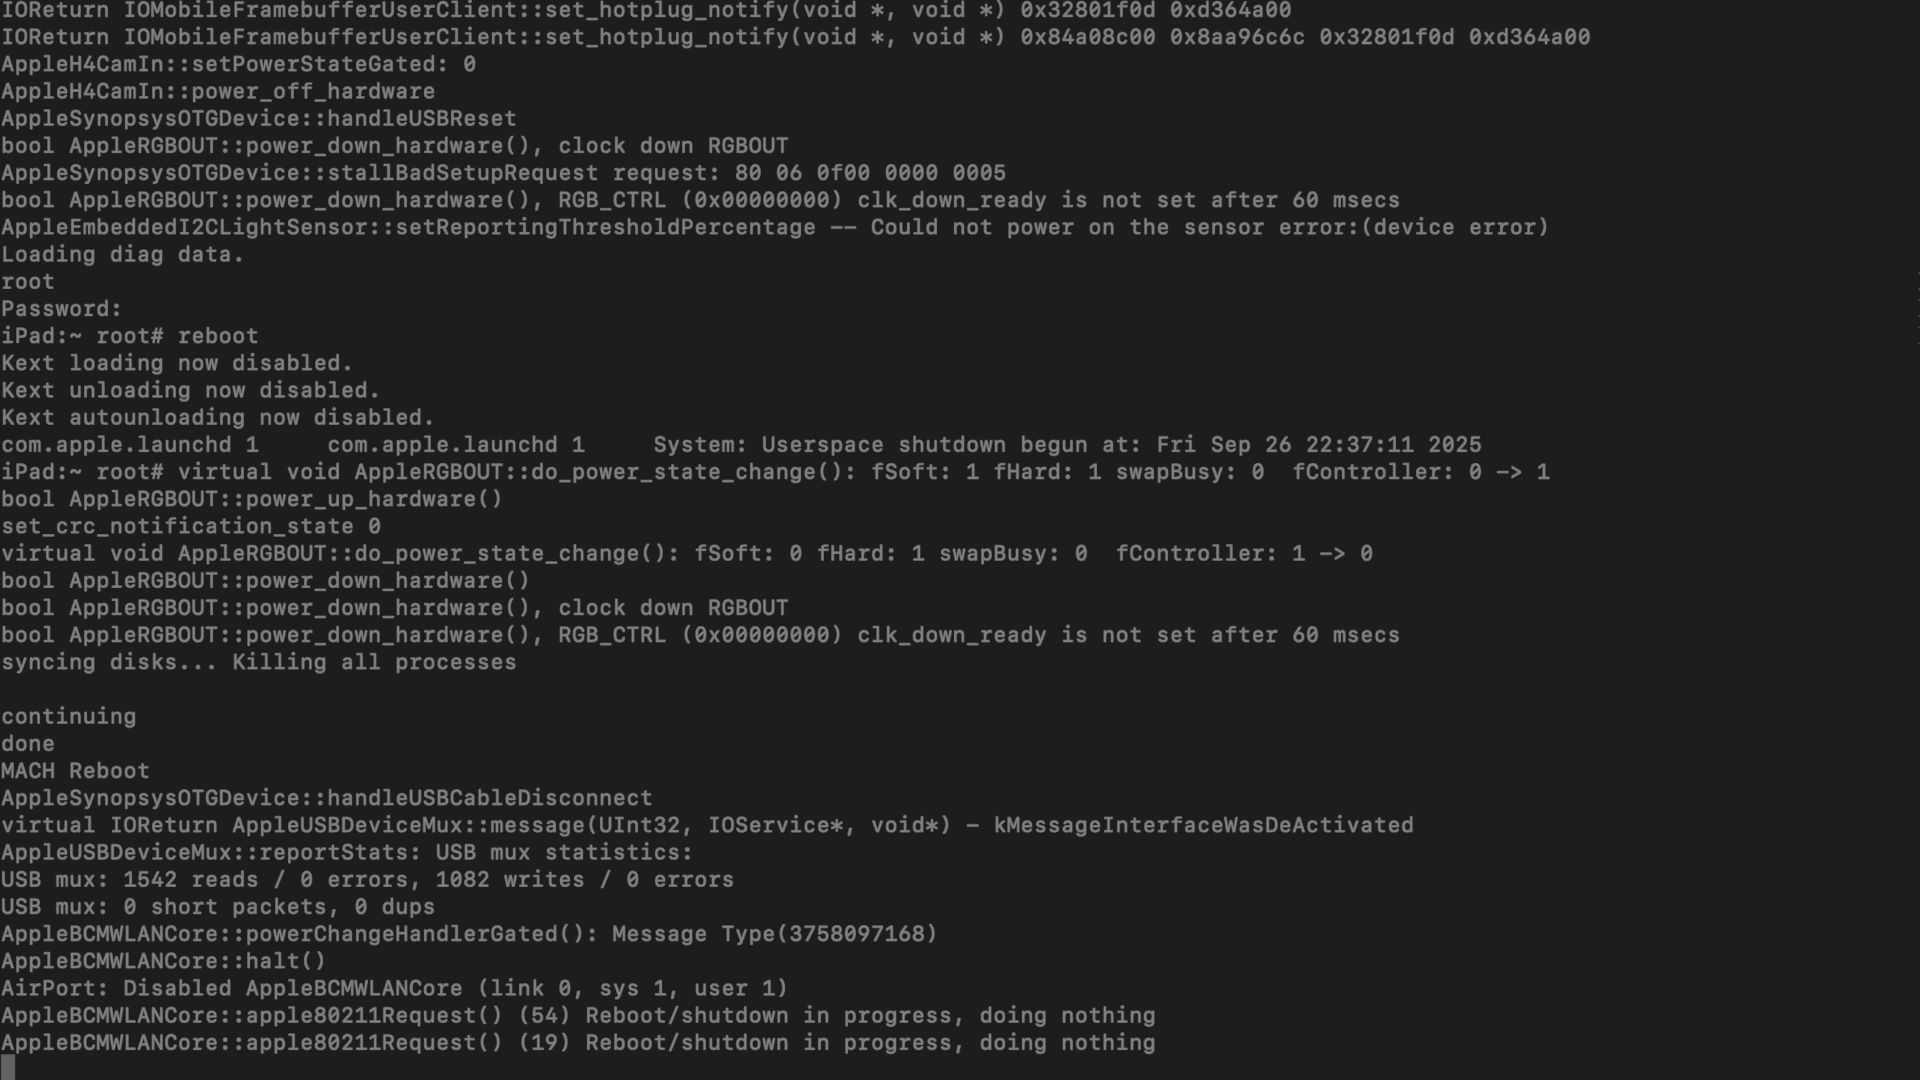 IOReturn IOMobileFramebufferUserClient::set_hotplug_notify(void *, void *) 0x32801f0d 0xd364a00
IOReturn IOMobileFramebufferUserClient::set_hotplug_notify(void *, void *) 0x84a08c00 0x8aa96c6c 0x32801f0d 0xd364a00
AppleH4CamIn::setPowerStateGated: 0
AppleH4CamIn::power_off_hardware
AppleSynopsysOTGDevice::handleUSBReset
bool AppleRGBOUT::power_down_hardware(), clock down RGBOUT
AppleSynopsysOTGDevice::stallBadSetupRequest request: 80 06 0f00 0000 0005
bool AppleRGBOUT::power_down_hardware(), RGB_CTRL (0x00000000) clk_down_ready is not set after 60 msecs
AppleEmbeddedI2CLightSensor::setReportingThresholdPercentage -- Could not power on the sensor error:(device error)
Loading diag data.
root
Password:
iPad:~ root# reboot
Kext loading now disabled.
Kext unloading now disabled.
Kext autounloading now disabled.
com.apple.launchd 1     com.apple.launchd 1     System: Userspace shutdown begun at: Fri Sep 26 22:37:11 2025
iPad:~ root# virtual void AppleRGBOUT::do_power_state_change(): fSoft: 1 fHard: 1 swapBusy: 0  fController: 0 -> 1
bool AppleRGBOUT::power_up_hardware()
set_crc_notification_state 0
virtual void AppleRGBOUT::do_power_state_change(): fSoft: 0 fHard: 1 swapBusy: 0  fController: 1 -> 0
bool AppleRGBOUT::power_down_hardware()
bool AppleRGBOUT::power_down_hardware(), clock down RGBOUT
bool AppleRGBOUT::power_down_hardware(), RGB_CTRL (0x00000000) clk_down_ready is not set after 60 msecs
syncing disks... Killing all processes

continuing
done
MACH Reboot
AppleSynopsysOTGDevice::handleUSBCableDisconnect
virtual IOReturn AppleUSBDeviceMux::message(UInt32, IOService*, void*) - kMessageInterfaceWasDeActivated
AppleUSBDeviceMux::reportStats: USB mux statistics:
USB mux: 1542 reads / 0 errors, 1082 writes / 0 errors
USB mux: 0 short packets, 0 dups
AppleBCMWLANCore::powerChangeHandlerGated(): Message Type(3758097168)
AppleBCMWLANCore::halt()
AirPort: Disabled AppleBCMWLANCore (link 0, sys 1, user 1)
AppleBCMWLANCore::apple80211Request() (54) Reboot/shutdown in progress, doing nothing
AppleBCMWLANCore::apple80211Request() (19) Reboot/shutdown in progress, doing nothing